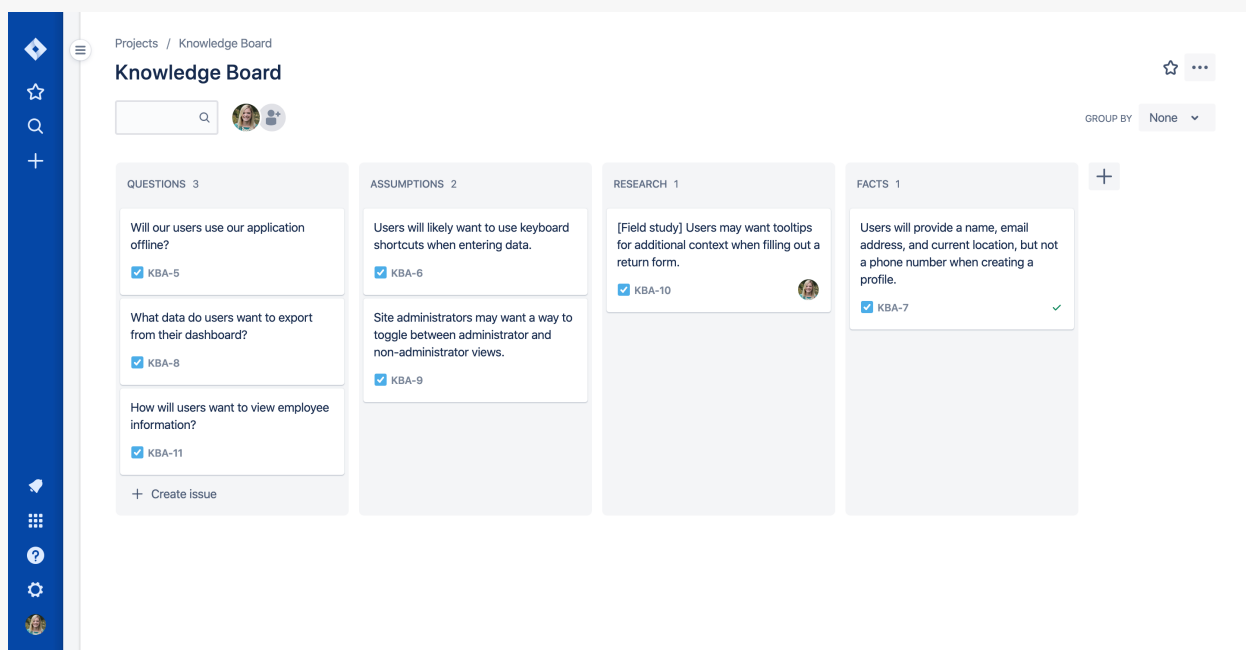 Projects / Knowledge Board
Knowledge Board
GROUP BY None
QUESTIONS 3
Will our users use our application
offline?
KBA-5
What data do users want to export
from their dashboard?
KBA-8
How will users want to view employee
information?
KBA-11
Create issue
ASSUMPTIONS 2
Users will likely want to use keyboard
shortcuts when entering data.
KBA-6
Site administrators may want a way to
toggle between administrator and
non-administrator views.
KBA-9
RESEARCH 1
[Field study] Users may want tooltips
for additional context when filling out a
return form.
KBA-10
FACTS 1
Users will provide a name, email
address, and current location, but not
a phone number when creating a
profile.
KBA-7